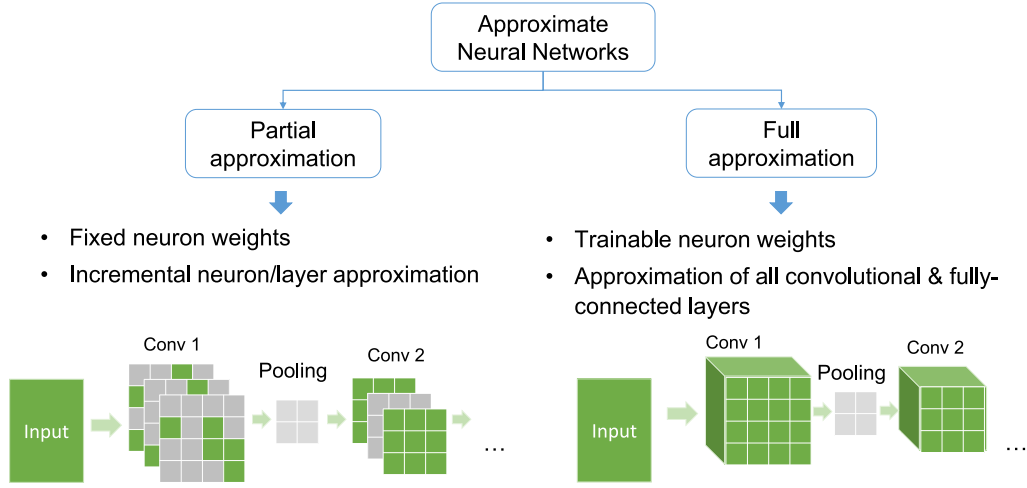 Approximate
Neural Networks
Partial
approximation
Full
approximation
• Fixed neuron weights
• Incremental neuron/layer approximation
• Trainable neuron weights
• Approximation of all convolutional & fully-
connected layers
Conv 1
Pooling
Conv 2
Input
...
Conv 1
Pooling
Conv 2
Input
...